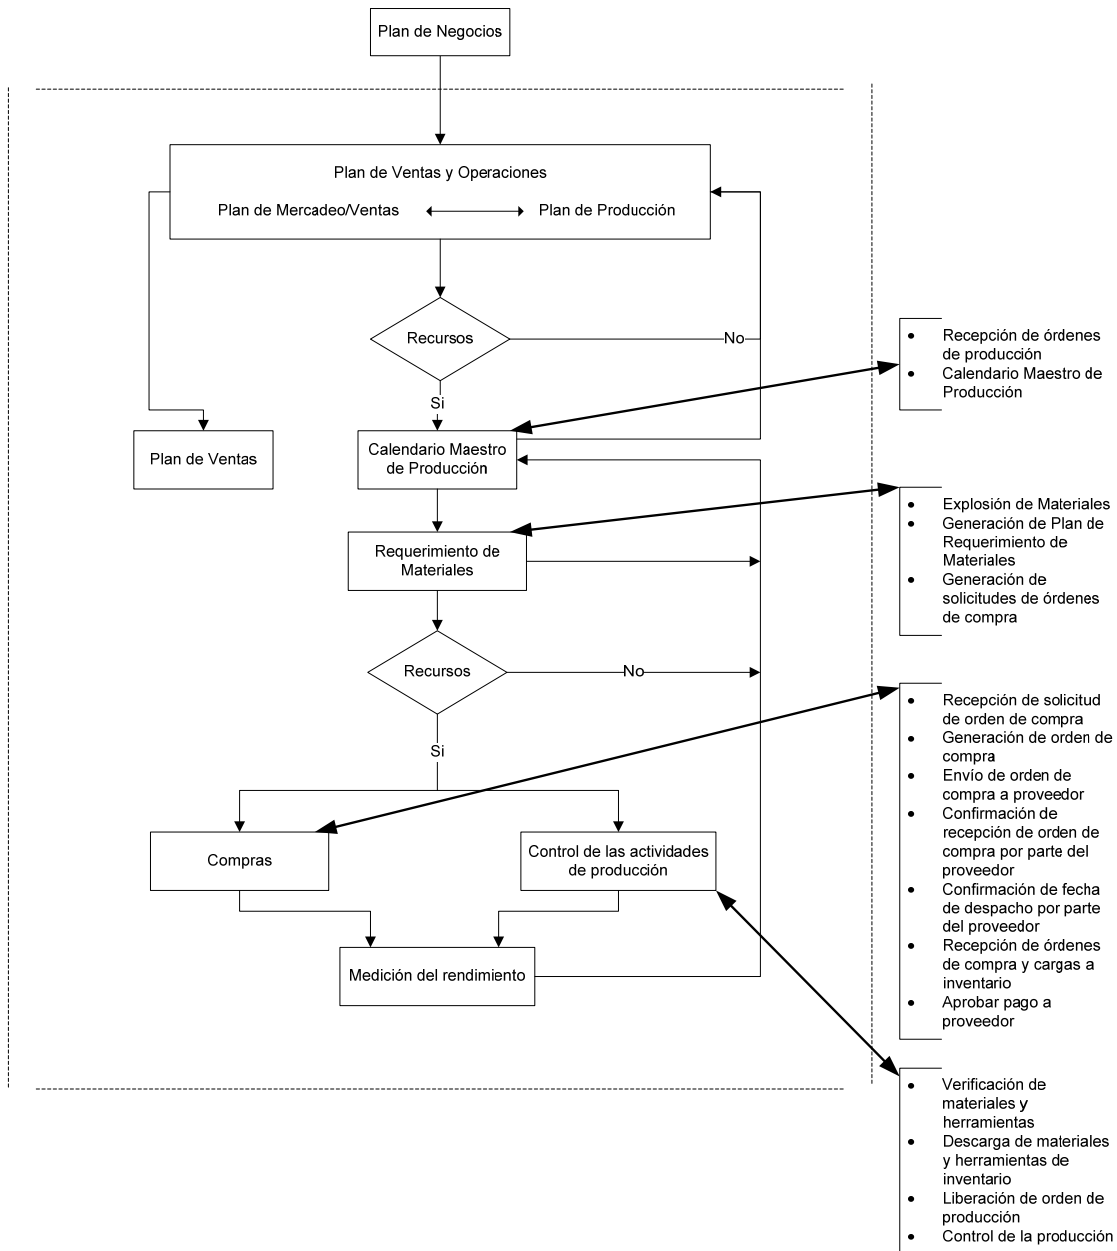 Plan de Negocios
Plan de Ventas y Operaciones
Plan de Mercadeo/Ventas
Plan de Producción
Recursos
No
Si
Calendario Maestro
de Producción
Plan de Ventas
Requerimiento de
Materiales
Recursos
No
Si
Compras
Control de las actividades
de producción
Medición del rendimiento
• Recepción de órdenes
de producción
• Calendario Maestro de
Producción
• Explosión de Materiales
• Generación de Plan de
Requerimiento de
Materiales
• Generación de
solicitudes de órdenes
de compra
• Recepción de solicitud
de orden de compra
• Generación de orden de
compra
• Envío de orden de
compra a proveedor
• Confirmación de
recepción de orden de
compra por parte del
proveedor
• Confirmación de fecha
de despacho por parte
del proveedor
• Recepción de órdenes
de compra y cargas a
inventario
• Aprobar pago a
proveedor
• Verificación de
materiales y
herramientas
• Descarga de materiales
y herramientas de
inventario
• Liberación de orden de
producción
• Control de la producción